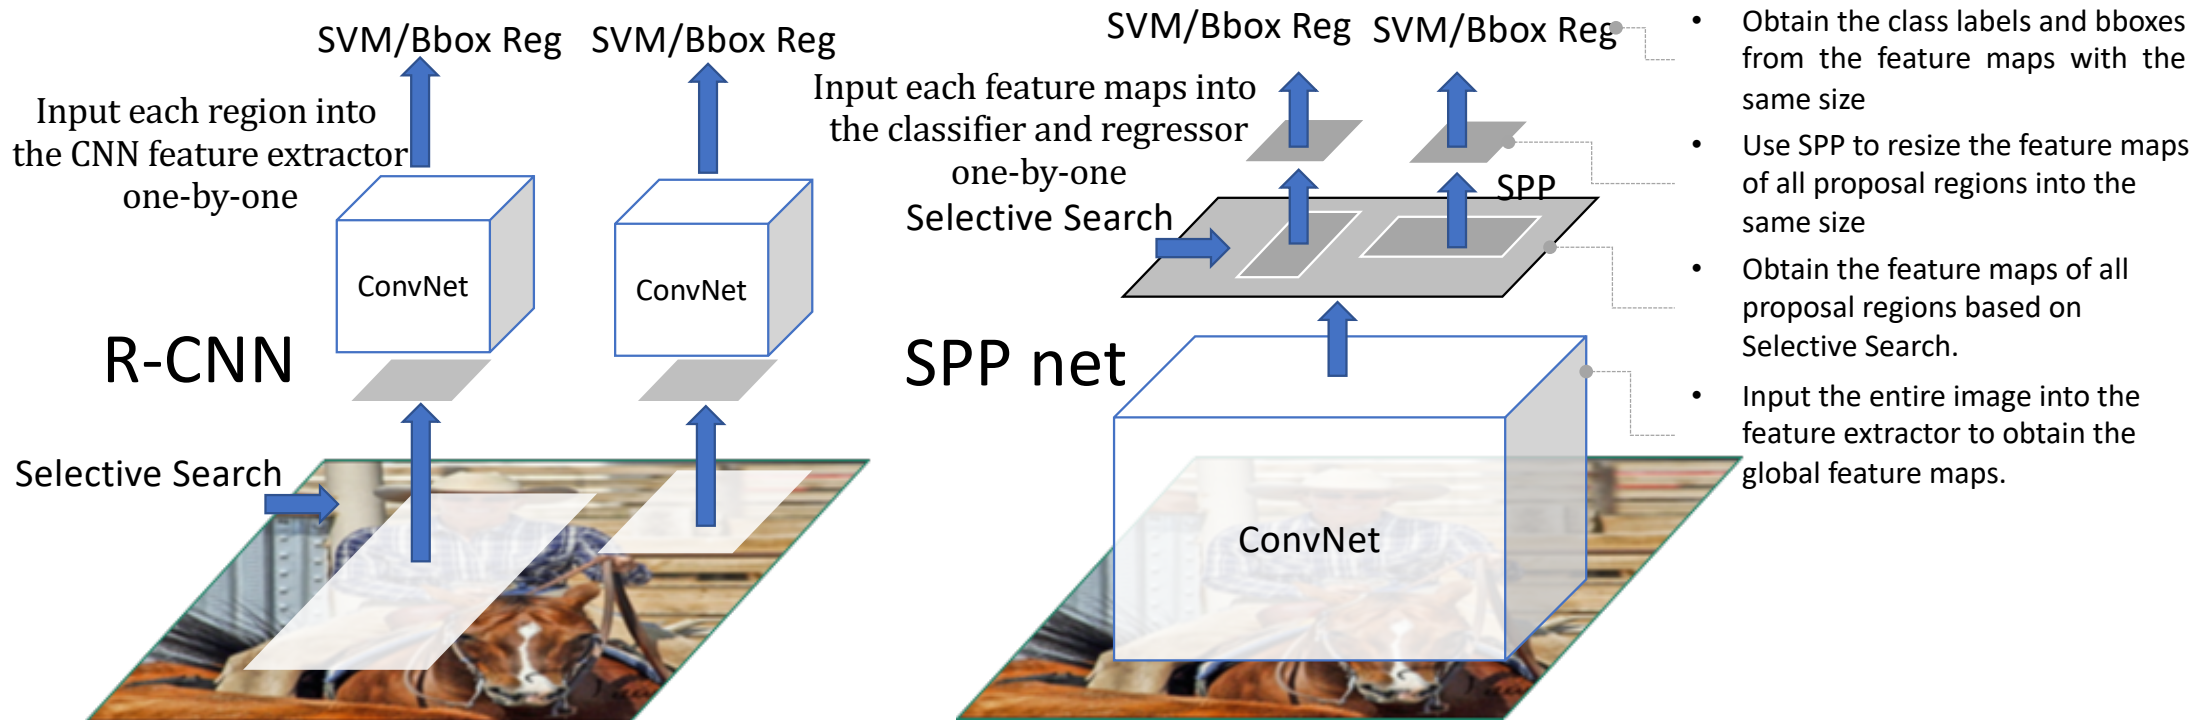 SVM/Bbox Reg
SVM/Bbox Reg
Input each region into
the CNN feature extractor
one-by-one
ConvNet
ConvNet
R-CNN
Selective Search
SVM/Bbox Reg
SVM/Bbox Reg
Input each feature maps into
the classifier and regressor
one-by-one
SPP
Selective Search
SPP net
ConvNet
• Obtain the class labels and bboxes
from the feature maps with the
same size
• Use SPP to resize the feature maps
of all proposal regions into the
same size
• Obtain the feature maps of all
proposal regions based on
Selective Search.
• Input the entire image into the
feature extractor to obtain the
global feature maps.